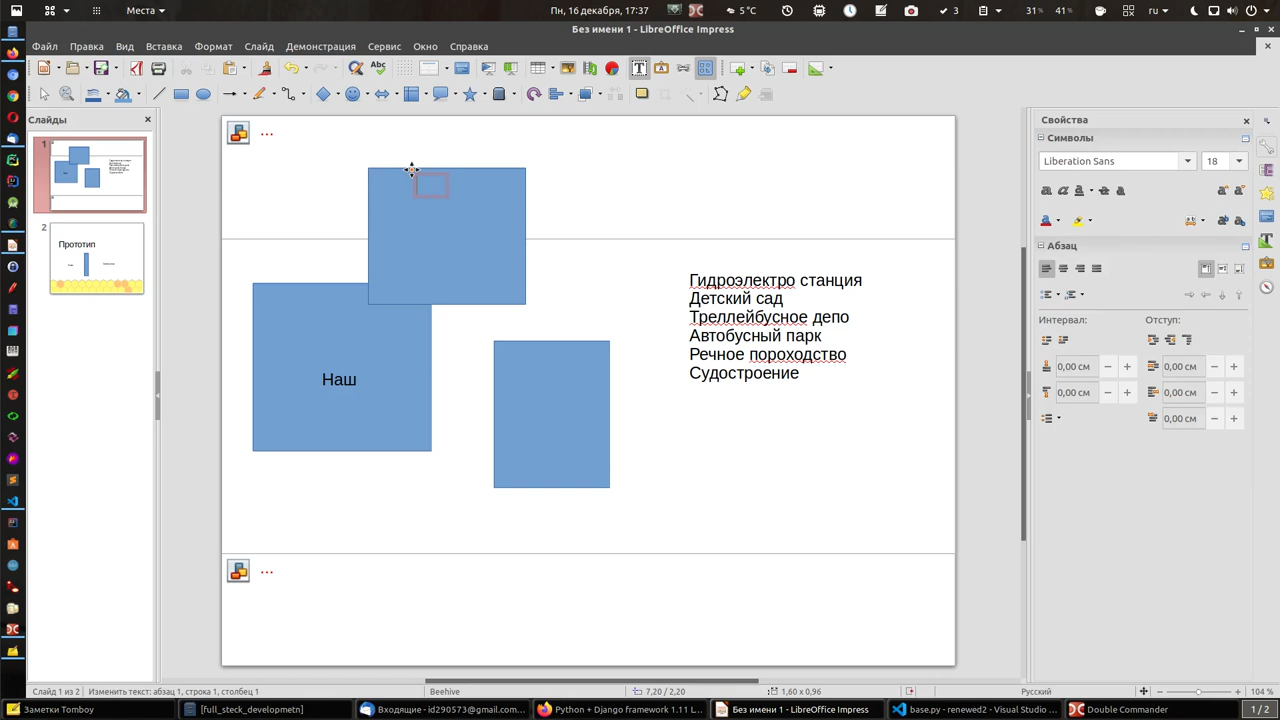 Места
Пн, 16 декабря, 17:37
5 °C
3
ru
31%
41%
Без имени 1 - LibreOffice Impress
Файл Правка Вид Вставка Формат Слайд Демонстрация Сервис Окно Справка
Слайды
1
2
Прототип
...
Наш
Гидроэлектро станция
Детский сад
Треллейбусное депо
Автобусный парк
Речное пороходство
Судостроение
...
Свойства
Символы
Liberation Sans 18
Абзац
Интервал: Отступ:
0,00 см 0,00 см
0,00 см 0,00 см
0,00 см
Слайд 1 из 2 Изменить текст: абзац 1, строка 1, столбец 1 Beehive 7,20 / 2,20 1,60 x 0,96 Русский 104 %
Заметки Tomboy [full_steck_developmetn] Входящие - id290573@gmail.com... Python + Django framework 1.11 L... Без имени 1 - LibreOffice Impress base.py - renewed2 - Visual Studio ... Double Commander 1 / 2